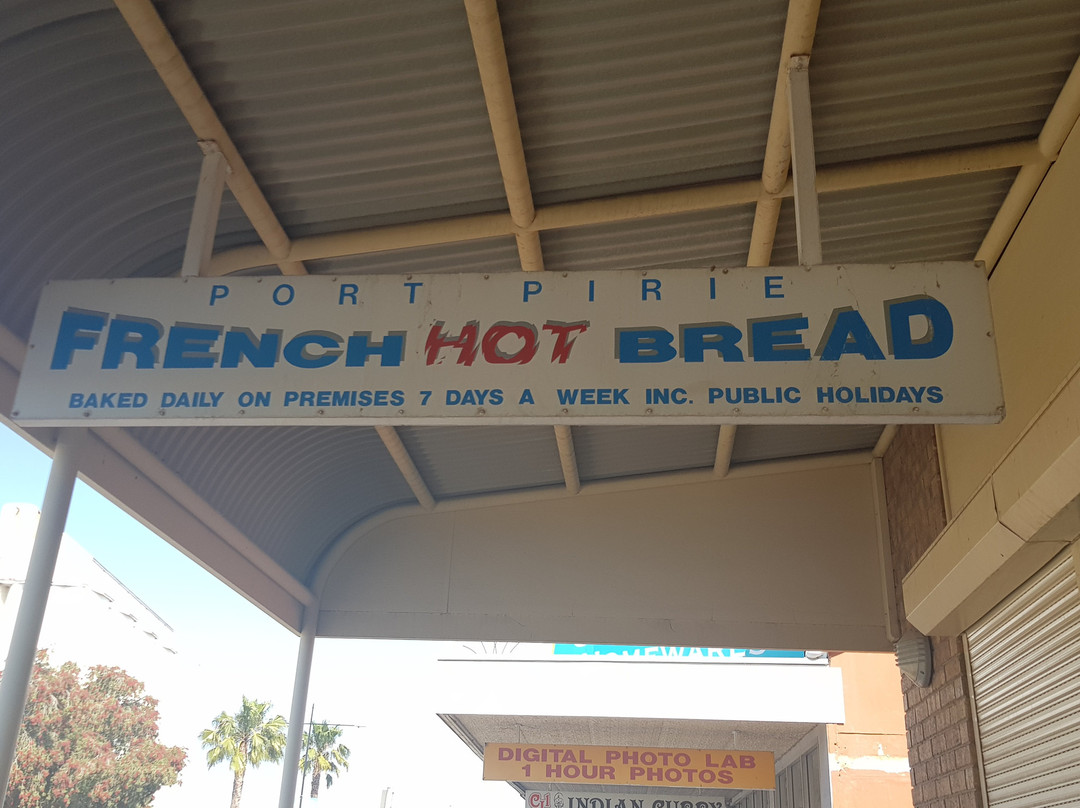 PORT PIRIE
FRENCH HOT BREAD
BAKED DAILY ON PREMISES 7 DAYS A WEEK INC. PUBLIC HOLIDAYS
DIGITAL PHOTO LAB
1 HOUR PHOTOS
INDIAN CURRY